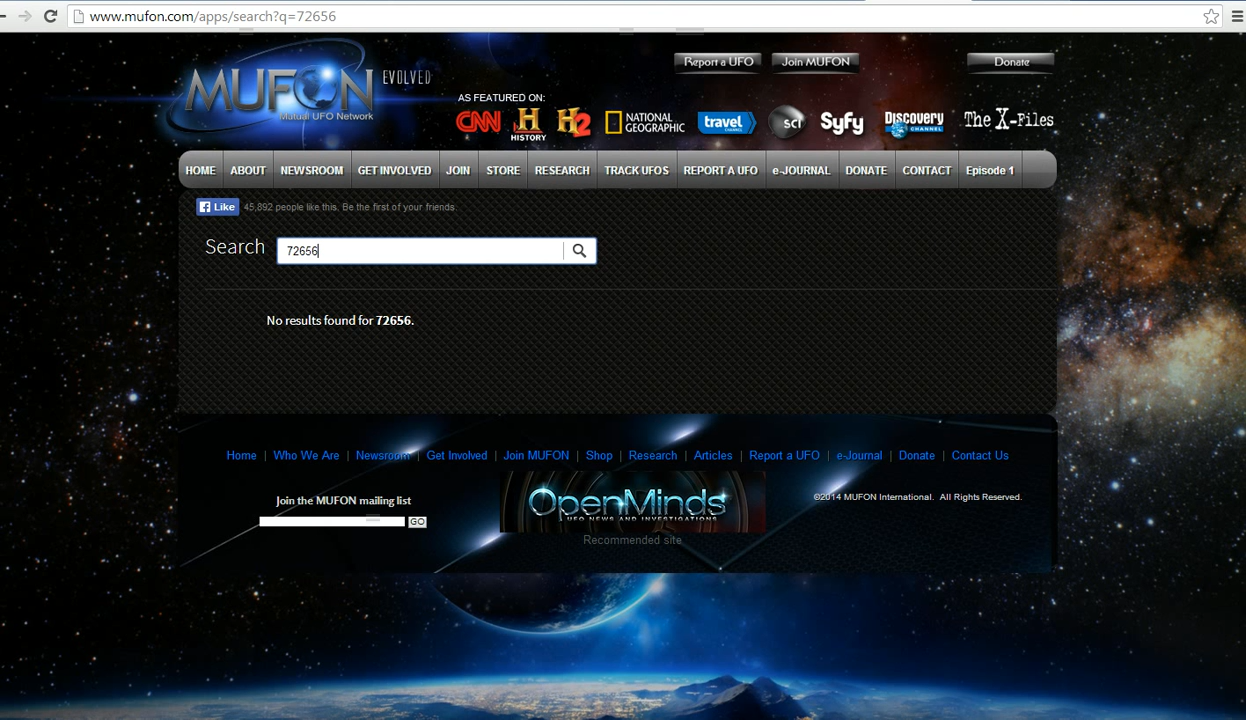 www.mufon.com/apps/search?q=72656
MUFON EVOLVED
Mutual UFO Network
Report a UFO
Join MUFON
Donate
AS FEATURED ON:
CNN
H
HISTORY
H2
NATIONAL
GEOGRAPHIC
travel
CHANNEL
sci
Syfy
Discovery
CHANNEL
The X-Files
HOME ABOUT NEWSROOM GET INVOLVED JOIN STORE RESEARCH TRACK UFOS REPORT A UFO e-JOURNAL DONATE CONTACT Episode 1
f Like 45,892 people like this. Be the first of your friends.
Search 72656
No results found for 72656.
Home | Who We Are | Newsroom | Get Involved | Join MUFON | Shop | Research | Articles | Report a UFO | e-Journal | Donate | Contact Us
Join the MUFON mailing list
GO
OpenMinds
UFO NEWS AND INVESTIGATIONS
Recommended site
©2014 MUFON International. All Rights Reserved.